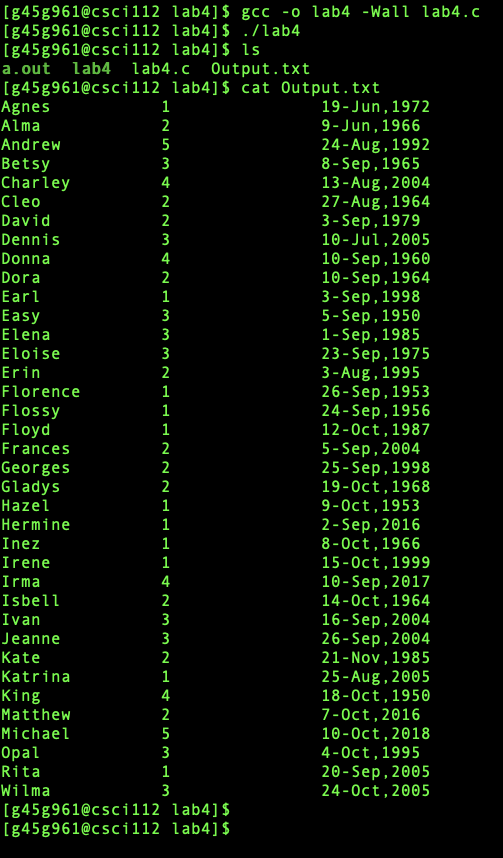 [g45g961@csci112 lab4]$ gcc -o lab4 -Wall lab4.c
[g45g961@csci112 lab4]$ ./lab4
[g45g961@csci112 lab4]$ ls
a.out  lab4  lab4.c  Output.txt
[g45g961@csci112 lab4]$ cat Output.txt
Agnes 1 19-Jun,1972
Alma 2 9-Jun,1966
Andrew 5 24-Aug,1992
Betsy 3 8-Sep,1965
Charley 4 13-Aug,2004
Cleo 2 27-Aug,1964
David 2 3-Sep,1979
Dennis 3 10-Jul,2005
Donna 4 10-Sep,1960
Dora 2 10-Sep,1964
Earl 1 3-Sep,1998
Easy 3 5-Sep,1950
Elena 3 1-Sep,1985
Eloise 3 23-Sep,1975
Erin 2 3-Aug,1995
Florence 1 26-Sep,1953
Flossy 1 24-Sep,1956
Floyd 1 12-Oct,1987
Frances 2 5-Sep,2004
Georges 2 25-Sep,1998
Gladys 2 19-Oct,1968
Hazel 1 9-Oct,1953
Hermine 1 2-Sep,2016
Inez 1 8-Oct,1966
Irene 1 15-Oct,1999
Irma 4 10-Sep,2017
Isbell 2 14-Oct,1964
Ivan 3 16-Sep,2004
Jeanne 3 26-Sep,2004
Kate 2 21-Nov,1985
Katrina 1 25-Aug,2005
King 4 18-Oct,1950
Matthew 2 7-Oct,2016
Michael 5 10-Oct,2018
Opal 3 4-Oct,1995
Rita 1 20-Sep,2005
Wilma 3 24-Oct,2005
[g45g961@csci112 lab4]$
[g45g961@csci112 lab4]$